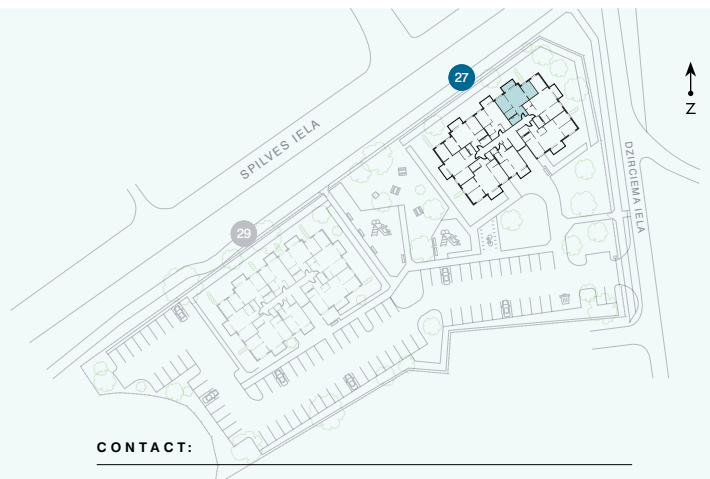 27
Z
SPILVES IELA
DZIRCIEMA IELA
29
CONTACT: